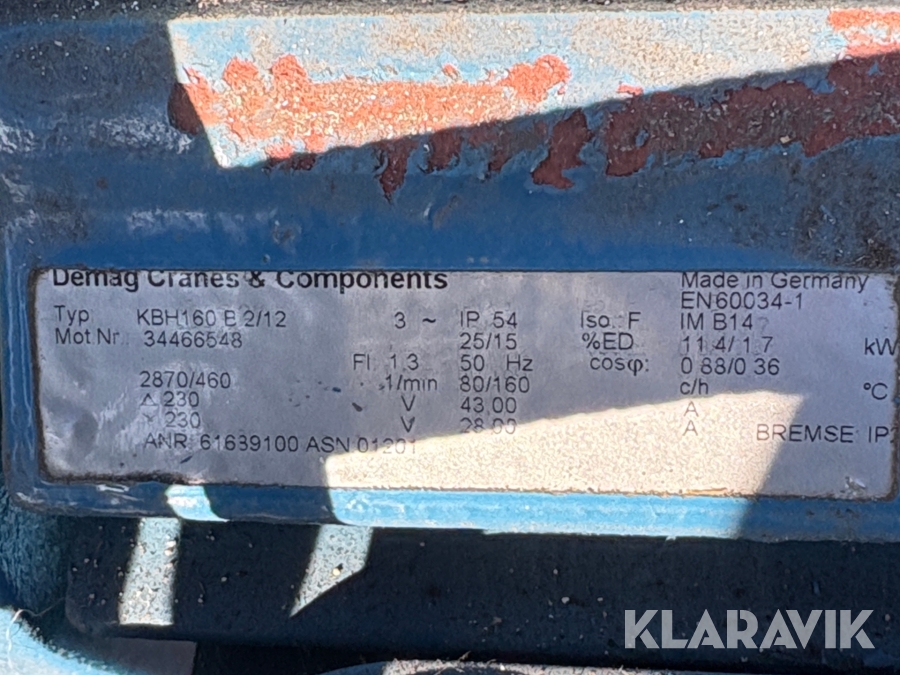 Demag Cranes & Components Made in Germany
EN60034-1
Typ KBH160 B 2/12 3 ~ IP 54 Iso.: F IM B14
Mot.Nr. 34466548 25/15 %ED 11.4/1.7 kW
FI 1.3 50 Hz cosφ: 0.88/0.36
2870/460 1/min 80/160 c/h °C
△ 230 V 43.00 A
230 V 28.00 A BREMSE IP
ANR. 61639100 ASN 01201
KLARAVIK